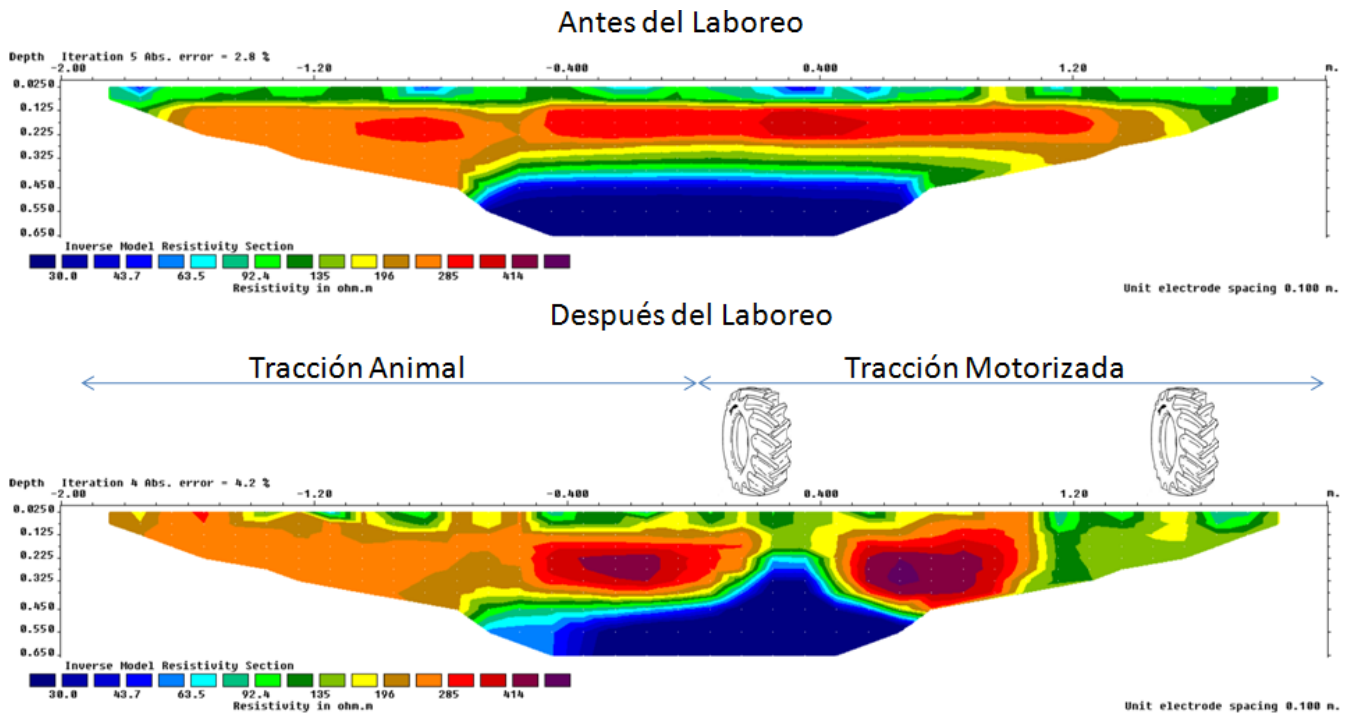 Antes del Laboreo
Depth Iteration 5 Abs. error = 2.8 %
-2.00 -1.20 -0.400 0.400 1.20 m.
0.0250
0.125
0.225
0.325
0.450
0.550
0.650
Inverse Model Resistivity Section
30.0 43.7 63.5 92.4 135 196 285 414
Resistivity in ohm.m
Unit electrode spacing 0.100 m.
Después del Laboreo
Tracción Animal
Tracción Motorizada
Depth Iteration 4 Abs. error = 4.2 %
-2.00 -1.20 -0.400 0.400 1.20 m.
0.0250
0.125
0.225
0.325
0.450
0.550
0.650
Inverse Model Resistivity Section
30.0 43.7 63.5 92.4 135 196 285 414
Resistivity in ohm.m
Unit electrode spacing 0.100 m.